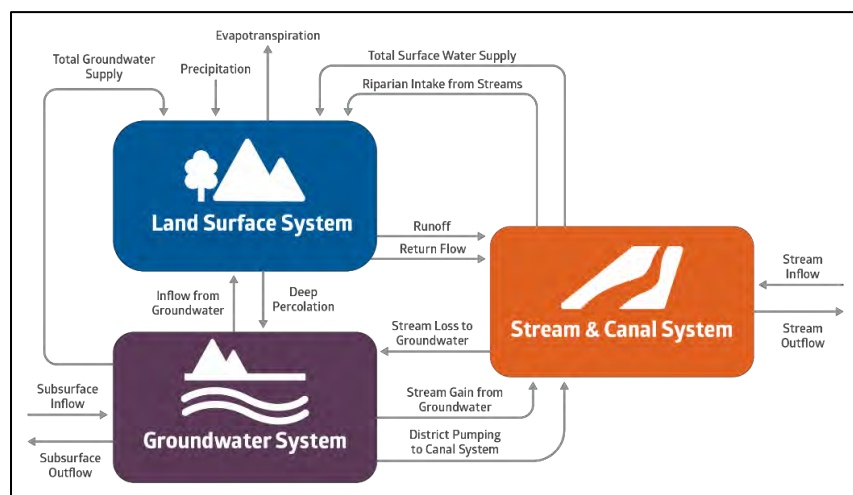 Evapotranspiration
Total Groundwater
Supply
Precipitation
Total Surface Water Supply
Riparian Intake from Streams
Land Surface System
Runoff
Return Flow
Stream
Inflow
Inflow from
Groundwater
Deep
Percolation
Stream & Canal System
Stream Loss to
Groundwater
Stream
Outflow
Subsurface
Inflow
Stream Gain from
Groundwater
Groundwater System
District Pumping
to Canal System
Subsurface
Outflow